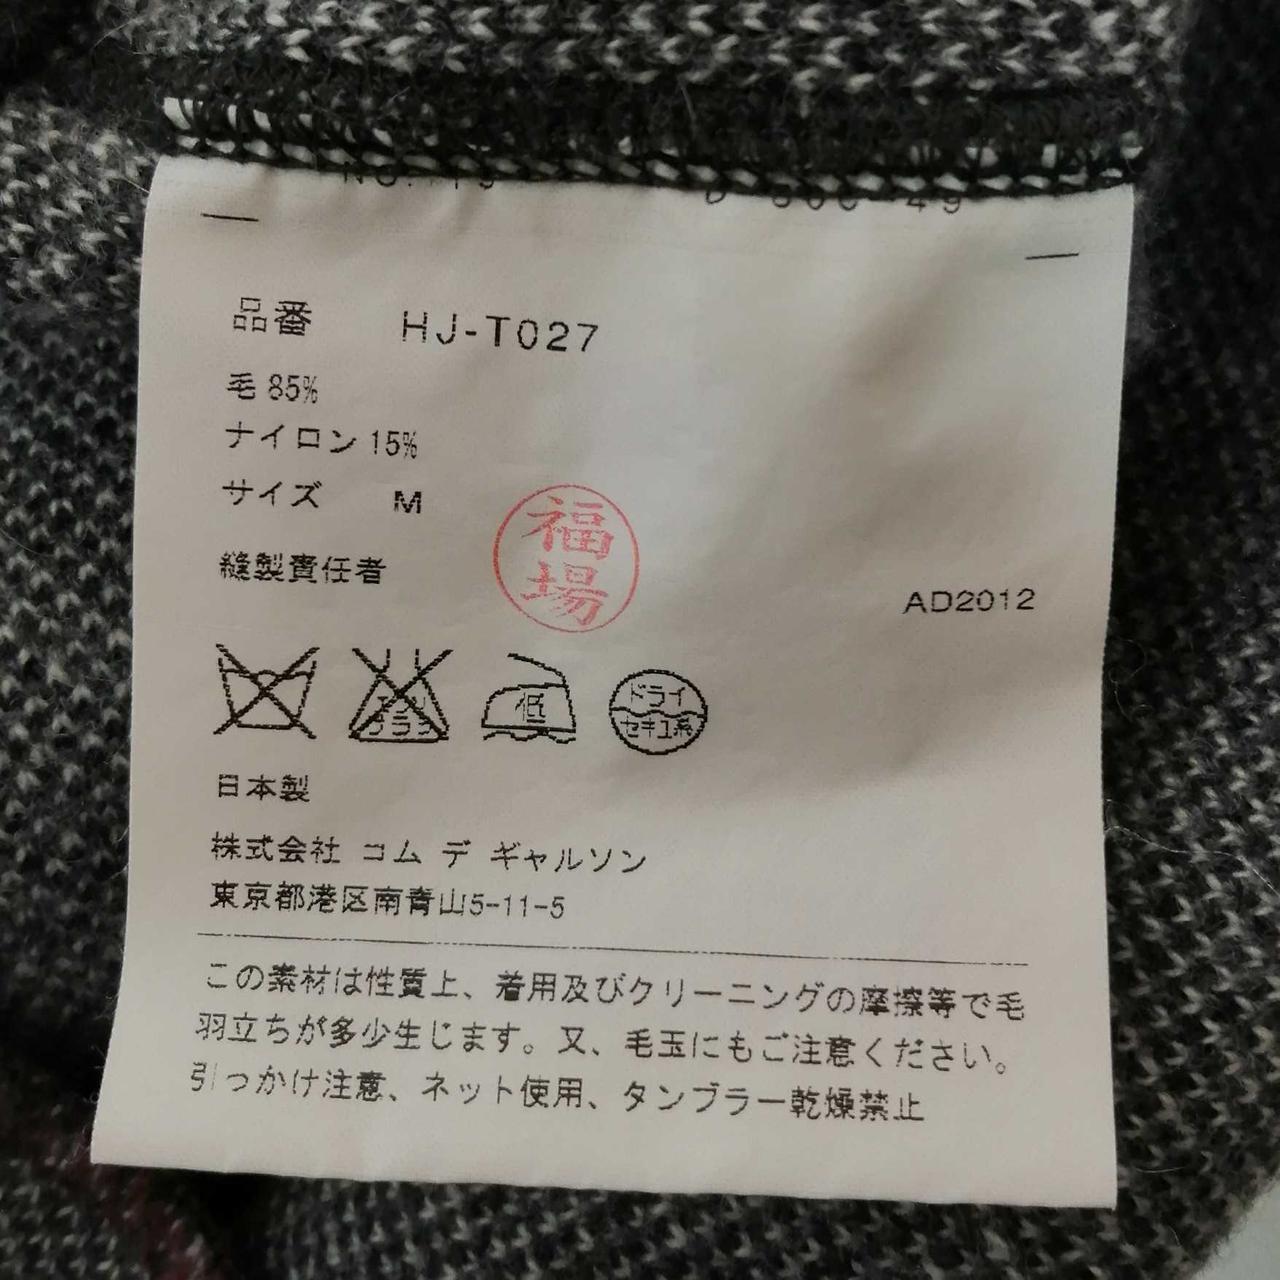 品番 HJ-T027
毛 85%
ナイロン 15%
サイズ M
縫製責任者
福場
AD2012
低
ドライ
セキユ系
日本製
株式会社 コム デ ギャルソン
東京都港区南青山5-11-5
この素材は性質上、着用及びクリーニングの摩擦等で毛
羽立ちが多少生じます。又、毛玉にもご注意ください。
引っかけ注意、ネット使用、タンブラー乾燥禁止